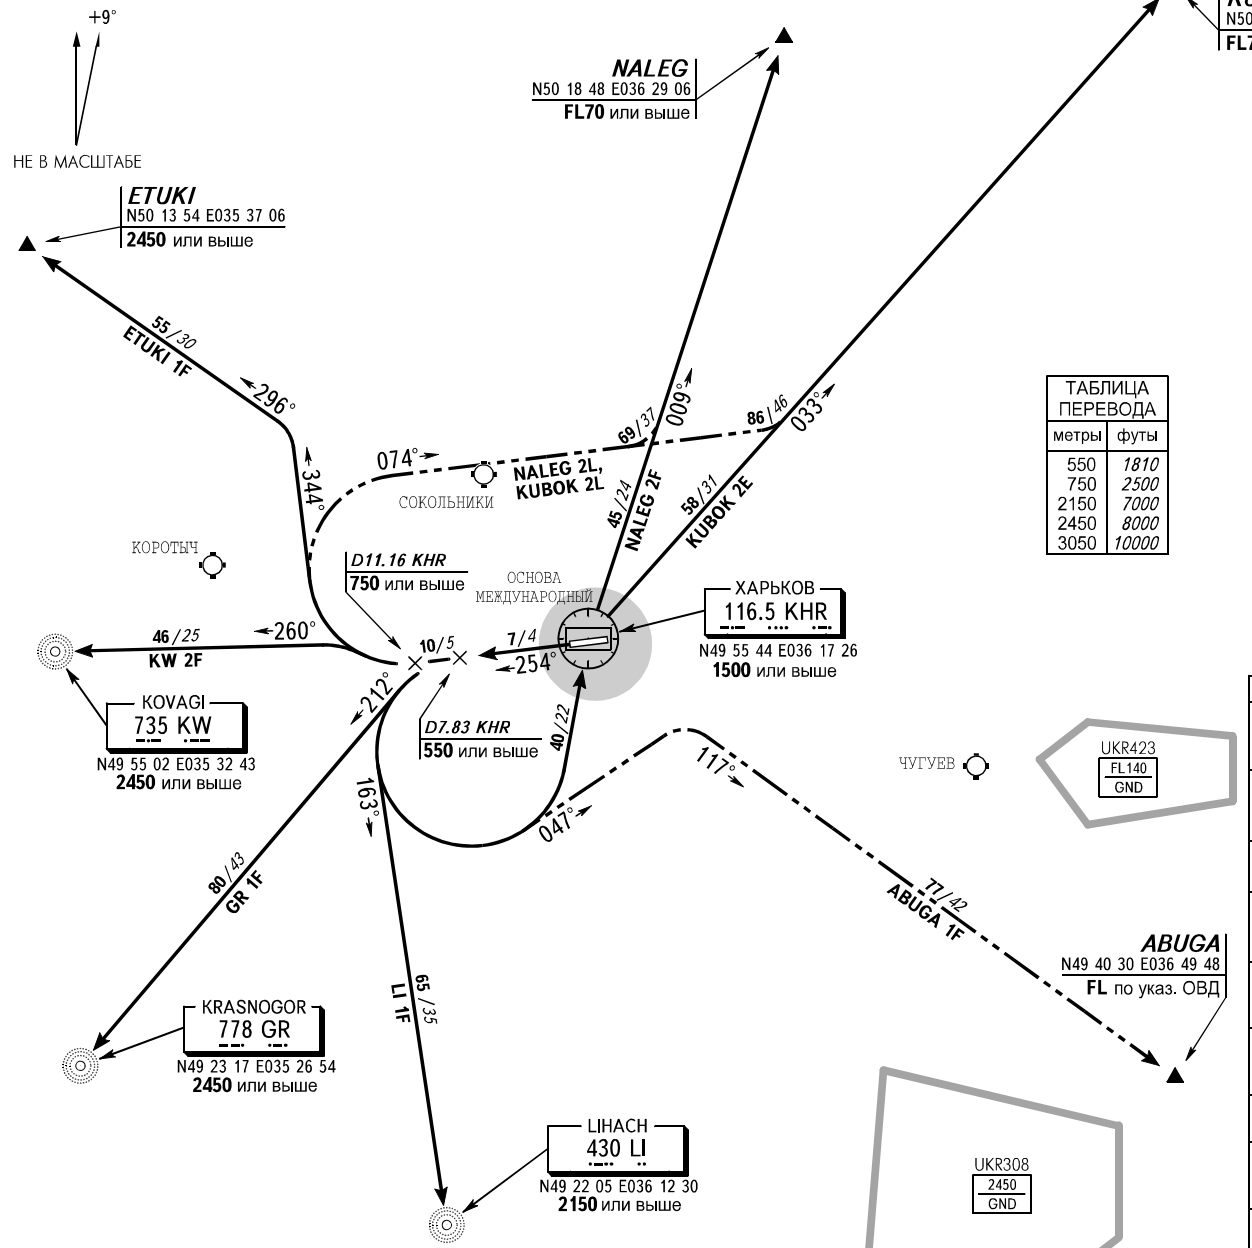 +9°
НЕ В МАСШТАБЕ
NALEG
N50 18 48 E036 29 06
FL70 или выше
N50
ETUKI
N50 13 54 E035 37 06
2450 или выше
55/30
ETUKI 1F
296°
344°
074°
СОКОЛЬНИКИ
NALEG 2L,
KUBOK 2L
69/37
009°
86/46
033°
45/24
NALEG 2F
58/31
KUBOK 2E
ТАБЛИЦА
ПЕРЕВОДА
метры футы
550 1810
750 2500
2150 7000
2450 8000
3050 10000
КОРОТЫЧ
D11.16 KHR
750 или выше
ОСНОВА
МЕЖДУНАРОДНЫЙ
ХАРЬКОВ
116.5 KHR
N49 55 44 E036 17 26
1500 или выше
46/25
KW 2F
260°
10/5
7/4
254°
KOVAGI
735 KW
N49 55 02 E035 32 43
2450 или выше
212°
D7.83 KHR
550 или выше
40/22
163°
047°
117°
ЧУГУЕВ
UKR423
FL140
GND
80/43
GR 1F
77/42
ABUGA 1F
ABUGA
N49 40 30 E036 49 48
FL по указ. ОВД
65/35
LI 1F
KRASNOGOR
778 GR
N49 23 17 E035 26 54
2450 или выше
LIHACH
430 LI
N49 22 05 E036 12 30
2150 или выше
UKR308
2450
GND